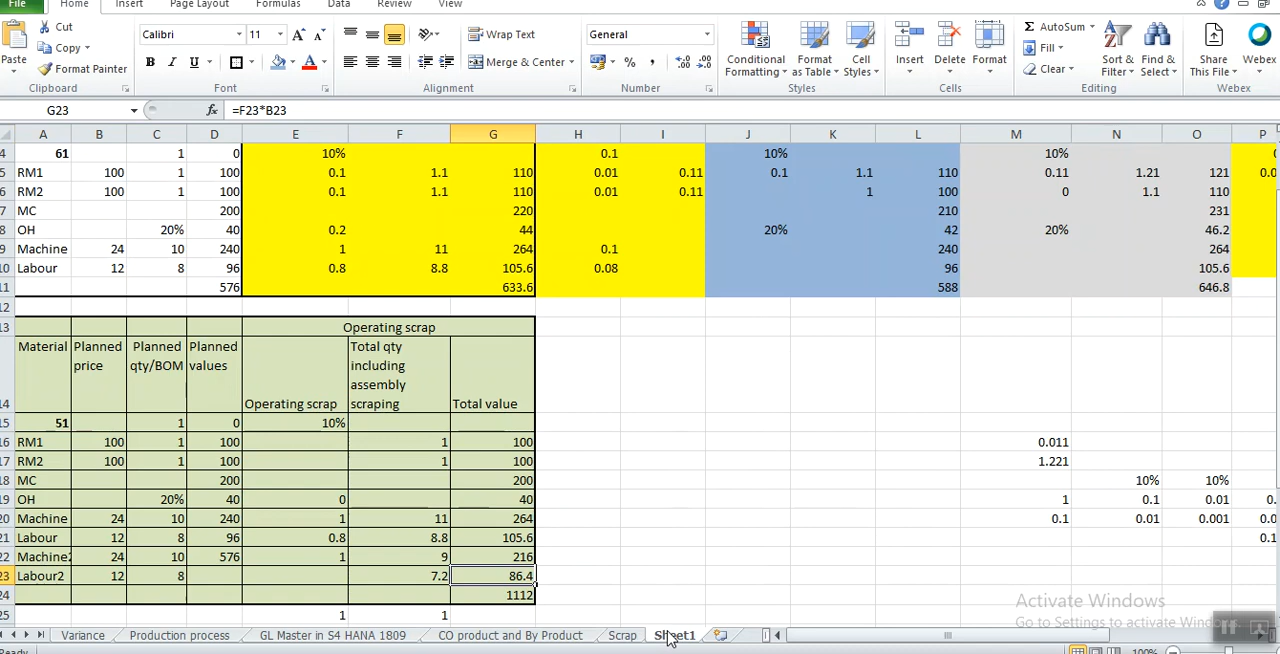 File Home Insert Page Layout Formulas Data Review View
Cut
Copy
Format Painter
Paste
Clipboard
Calibri 11
B I U
Font
Wrap Text
Merge & Center
Alignment
General
Number
Conditional Formatting
Format as Table
Cell Styles
Styles
Insert Delete Format
Cells
AutoSum
Fill
Clear
Sort & Filter
Find & Select
Editing
Share This File
Webex
Webex
G23 fx =F23*B23
A B C D E F G H I J K L M N O P
4 61 1 0 10% 0.1 10% 10%
5 RM1 100 1 100 0.1 1.1 110 0.01 0.11 0.1 1.1 110 0.11 1.21 121
6 RM2 100 1 100 0.1 1.1 110 0.01 0.11 1 100 0 1.1 110
7 MC 200 220 210 231
8 OH 20% 40 0.2 44 20% 42 20% 46.2
9 Machine 24 10 240 1 11 264 0.1 240 264
10 Labour 12 8 96 0.8 8.8 105.6 0.08 96 105.6
11 576 633.6 588 646.8
12
13 Operating scrap
14 Material Planned price Planned qty/BOM Planned values Operating scrap Total qty including assembly scraping Total value
15 51 1 0 10%
16 RM1 100 1 100 1 100 0.011
17 RM2 100 1 100 1 100 1.221
18 MC 200 200 10% 10%
19 OH 20% 40 0 40 1 0.1 0.01
20 Machine 24 10 240 1 11 264 0.1 0.01 0.001
21 Labour 12 8 96 0.8 8.8 105.6
22 Machine2 24 10 576 1 9 216
23 Labour2 12 8 7.2 86.4
24 1112
25 1 1
Activate Windows
Go to Settings to activate Windows.
Variance Production process GL Master in S4 HANA 1809 CO product and By Product Scrap Sheet1
Ready 100%